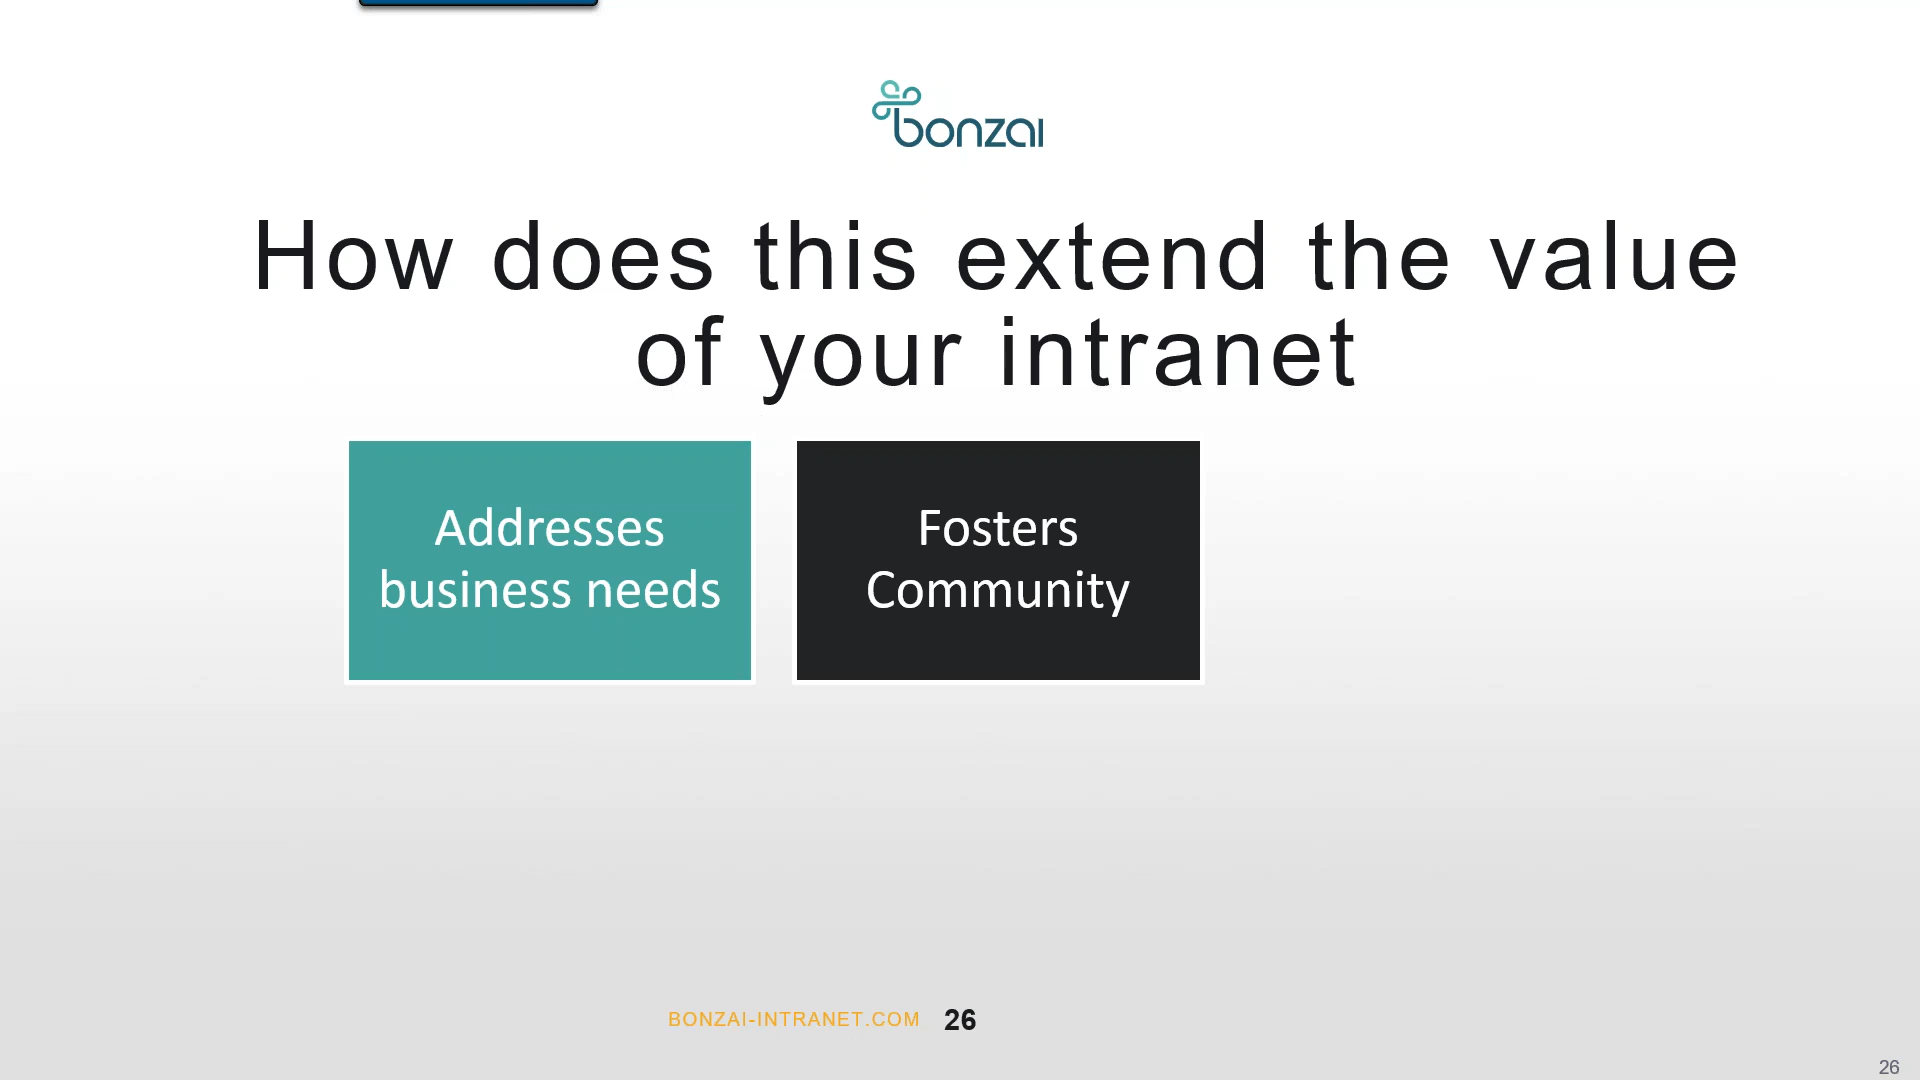 bonzai
How does this extend the value
of your intranet
Addresses
business needs
Fosters
Community
BONZAI-INTRANET.COM 26
26